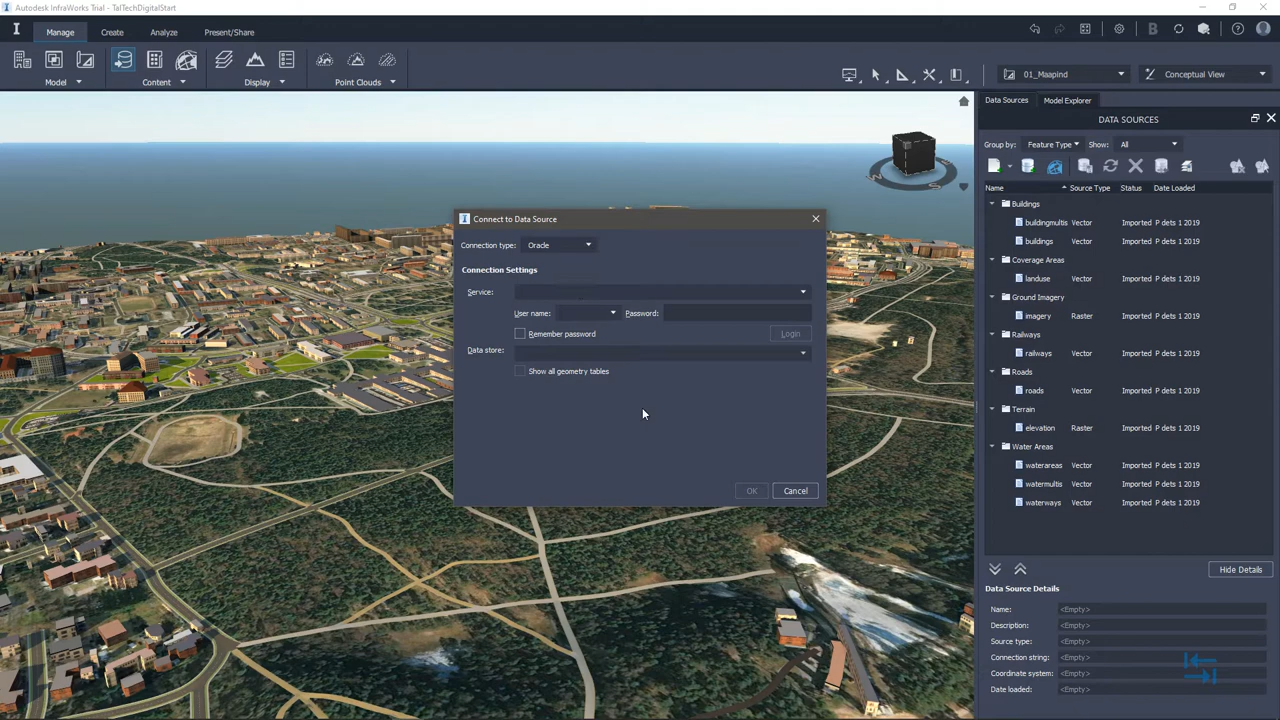 Autodesk InfraWorks Trial - TalTechDigitalStart
Manage Create Analyze Present/Share
Model Content Display Point Clouds
01_Maapind Conceptual View
Data Sources Model Explorer
DATA SOURCES
Group by: Feature Type Show: All
Name Source Type Status Date Loaded
Buildings
buildingmultis Vector Imported P dets 1 2019
buildings Vector Imported P dets 1 2019
Coverage Areas
landuse Vector Imported P dets 1 2019
Ground Imagery
imagery Raster Imported P dets 1 2019
Railways
railways Vector Imported P dets 1 2019
Roads
roads Vector Imported P dets 1 2019
Terrain
elevation Raster Imported P dets 1 2019
Water Areas
waterareas Vector Imported P dets 1 2019
watermultis Vector Imported P dets 1 2019
waterways Vector Imported P dets 1 2019
Hide Details
Data Source Details
Name: <Empty>
Description: <Empty>
Source type: <Empty>
Connection string: <Empty>
Coordinate system: <Empty>
Date loaded: <Empty>
Connect to Data Source
Connection type: Oracle
Connection Settings
Service:
User name: Password:
Remember password Login
Data store:
Show all geometry tables
OK Cancel